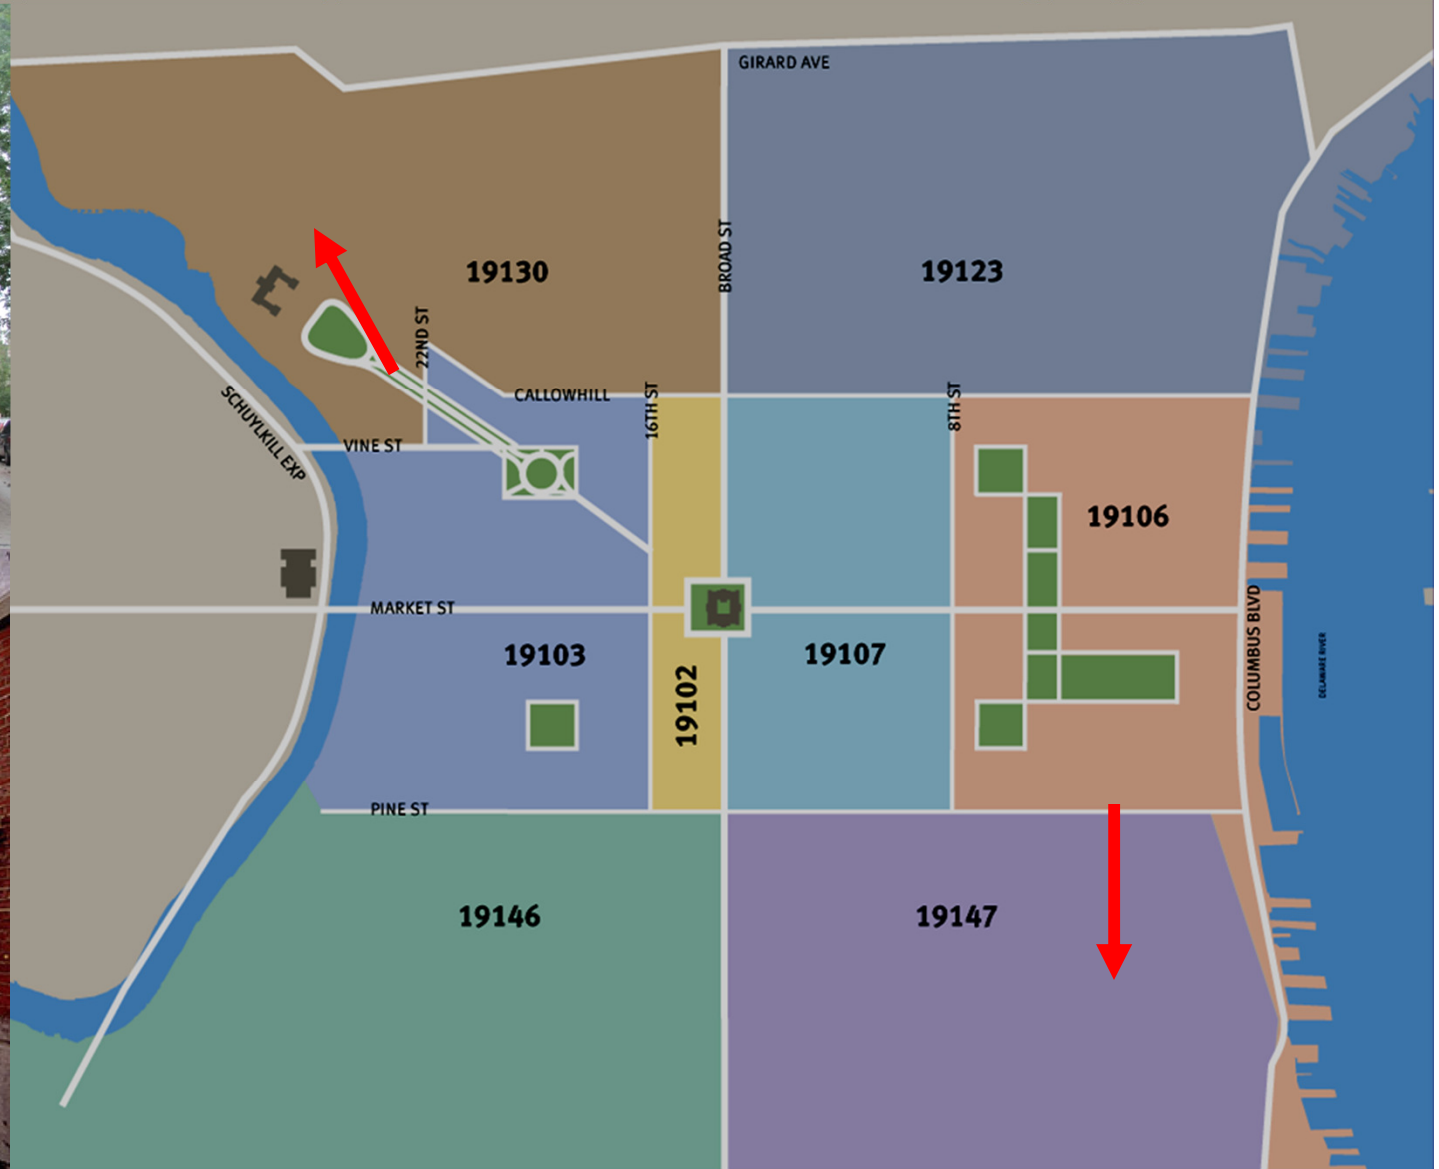 GIRARD AVE
BROAD ST
19130
19123
22ND ST
CALLOWHILL
16TH ST
8TH ST
SCHUYLKILL EXP
VINE ST
19106
MARKET ST
19103
19102
19107
COLUMBUS BLVD
DELAWARE RIVER
PINE ST
19146
19147